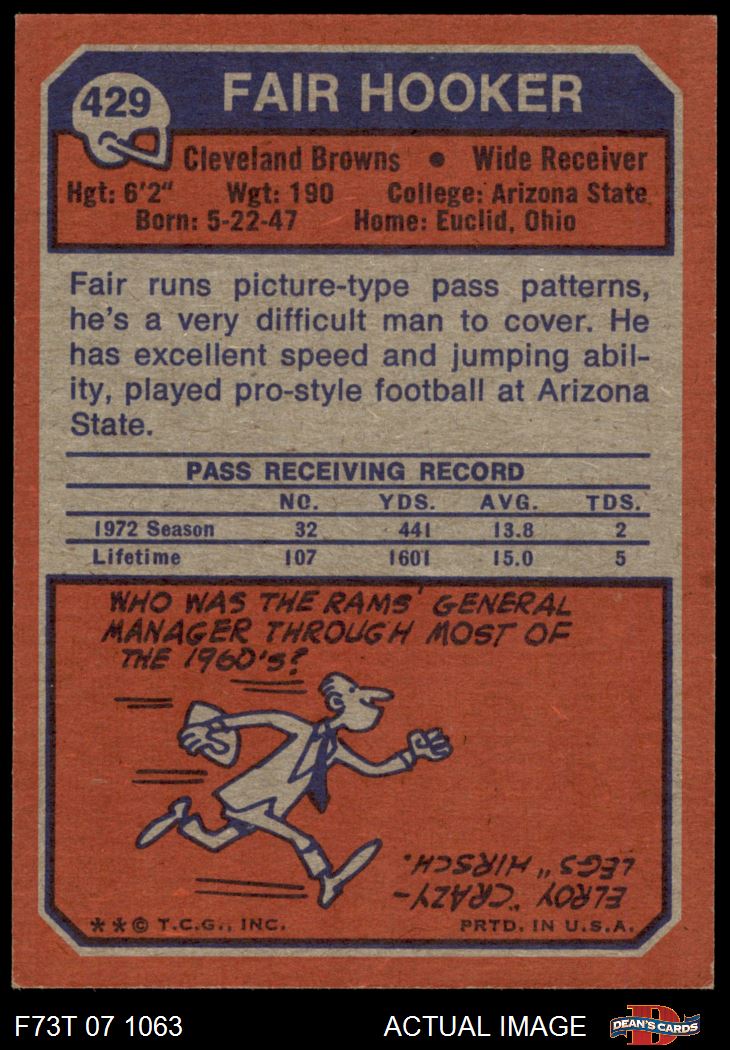 429
FAIR HOOKER
Cleveland Browns • Wide Receiver
Hgt: 6'2" Wgt: 190 College: Arizona State
Born: 5-22-47 Home: Euclid, Ohio
Fair runs picture-type pass patterns,
he's a very difficult man to cover. He
has excellent speed and jumping abil-
ity, played pro-style football at Arizona
State.
PASS RECEIVING RECORD
NO. YDS. AVG. TDS.
1972 Season 32 441 13.8 2
Lifetime 107 1601 15.0 5
WHO WAS THE RAMS' GENERAL
MANAGER THROUGH MOST OF
THE 1960's?
ELROY "CRAZY-
LEGS" HIRSCH.
**© T.C.G., INC. PRTD. IN U.S.A.
F73T 07 1063 ACTUAL IMAGE
D
DEAN'S CARDS